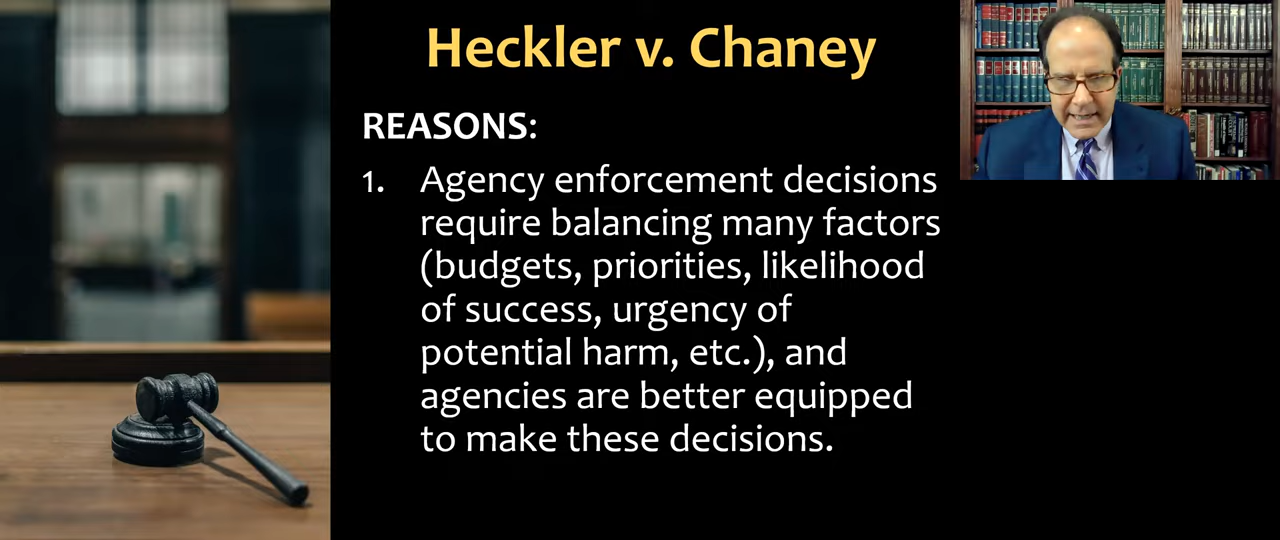 Heckler v. Chaney
REASONS:
1. Agency enforcement decisions
require balancing many factors
(budgets, priorities, likelihood
of success, urgency of
potential harm, etc.), and
agencies are better equipped
to make these decisions.